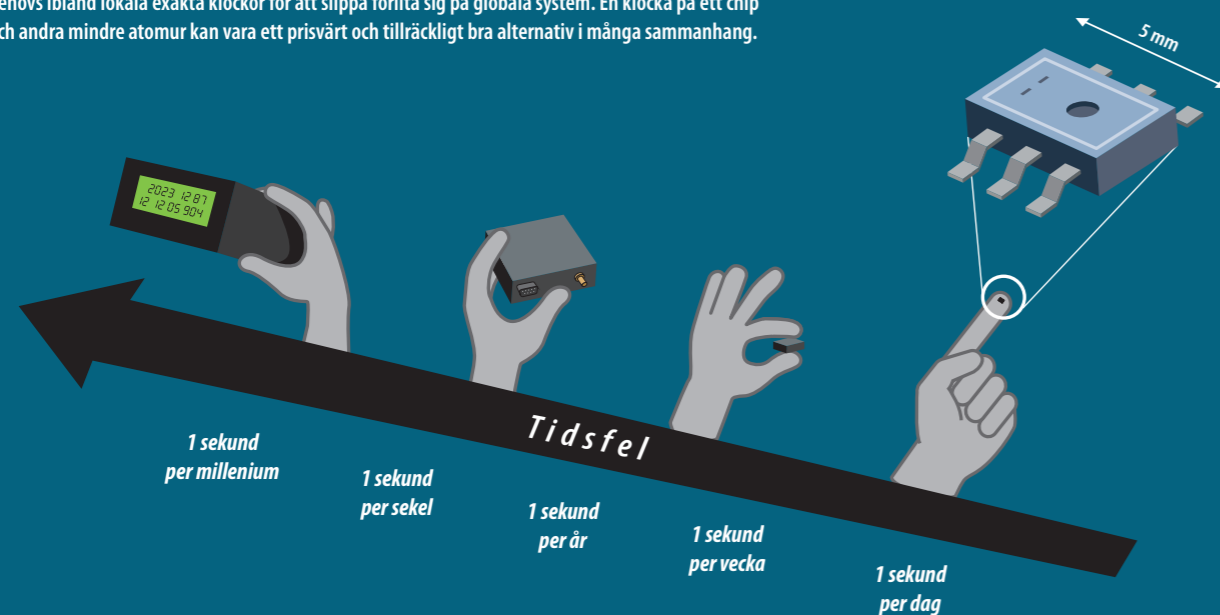 ibland lokala exakta klockor för att slippa förlita sig på globala system. En klocka på ett chip
och andra mindre atomur kan vara ett prisvärt och tillräckligt bra alternativ i många sammanhang.
5 mm
2023 12 87
12 12 05 904
Tidsfel
1 sekund
per millenium
1 sekund
per sekel
1 sekund
per år
1 sekund
per vecka
1 sekund
per dag